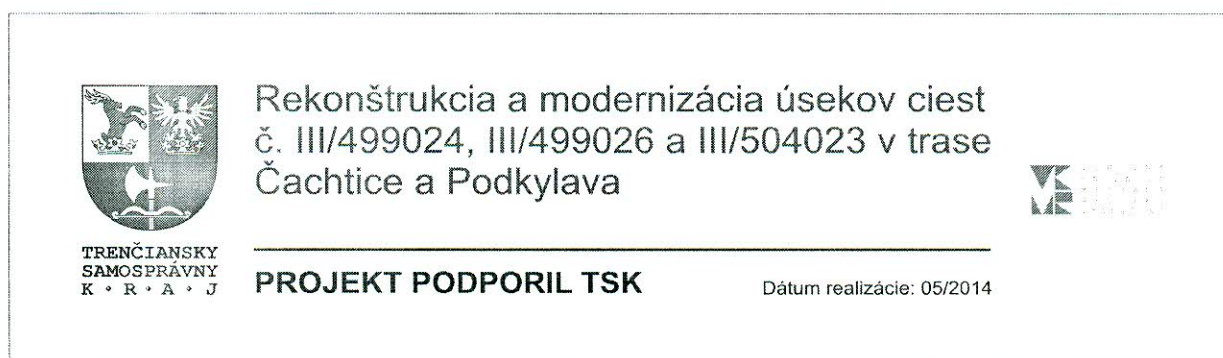 Rekonštrukcia a modernizácia úsekov ciest
č. III/499024, III/499026 a III/504023 v trase
Čachtice a Podkylava
TRENČIANSKY
SAMOSPRÁVNY
K · R · A · J
PROJEKT PODPORIL TSK
Dátum realizácie: 05/2014